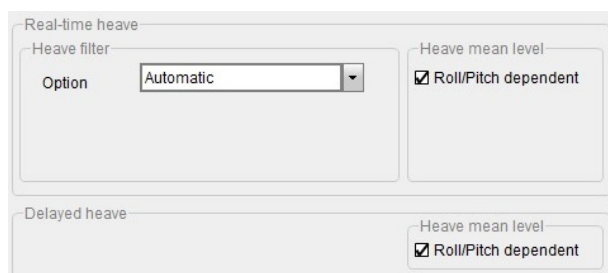 Real-time heave
Heave filter
Heave mean level
Option
Automatic
Roll/Pitch dependent
Delayed heave
Heave mean level
Roll/Pitch dependent